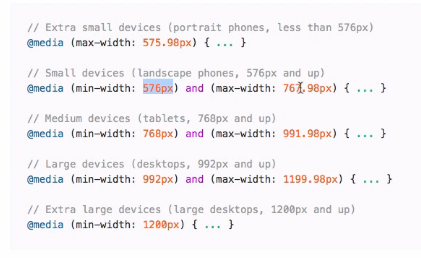 // Extra small devices (portrait phones, less than 576px)
@media (max-width: 575.98px) { ... }
// Small devices (landscape phones, 576px and up)
@media (min-width: 576px) and (max-width: 767.98px) { ... }
// Medium devices (tablets, 768px and up)
@media (min-width: 768px) and (max-width: 991.98px) { ... }
// Large devices (desktops, 992px and up)
@media (min-width: 992px) and (max-width: 1199.98px) { ... }
// Extra large devices (large desktops, 1200px and up)
@media (min-width: 1200px) { ... }